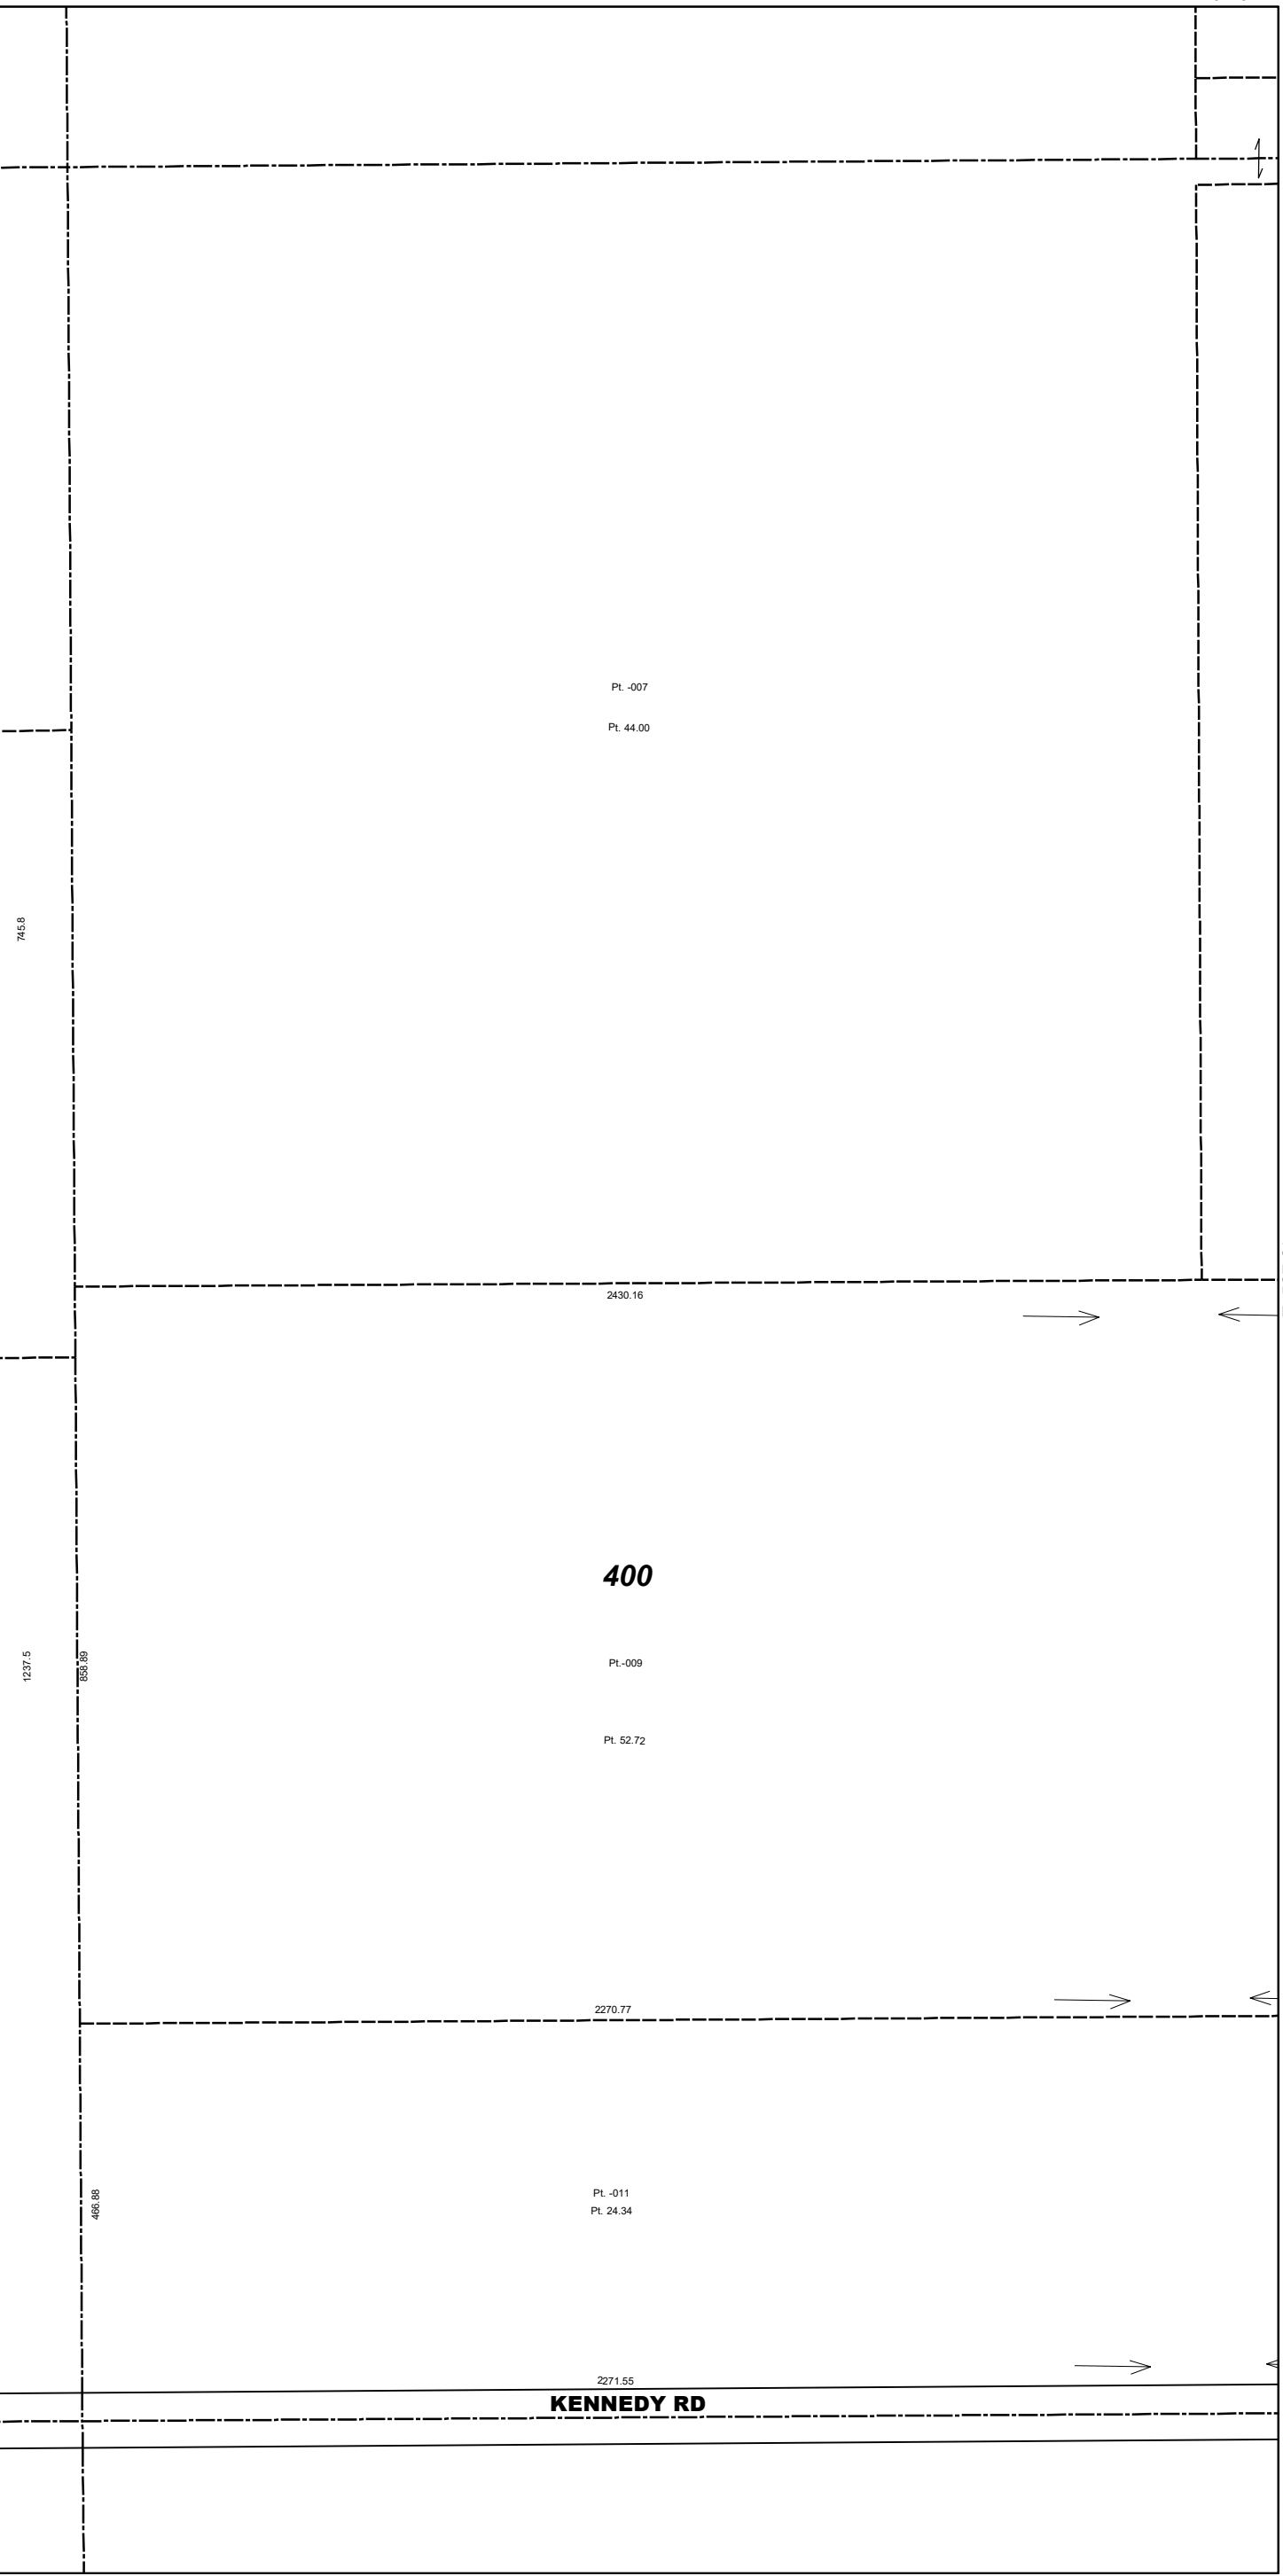 Pt. -007
Pt. 44.00
745.8
2430.16
400
1237.5
858.89
Pt.-009
Pt. 52.72
2270.77
466.88
Pt. -011
Pt. 24.34
2271.55
KENNEDY RD